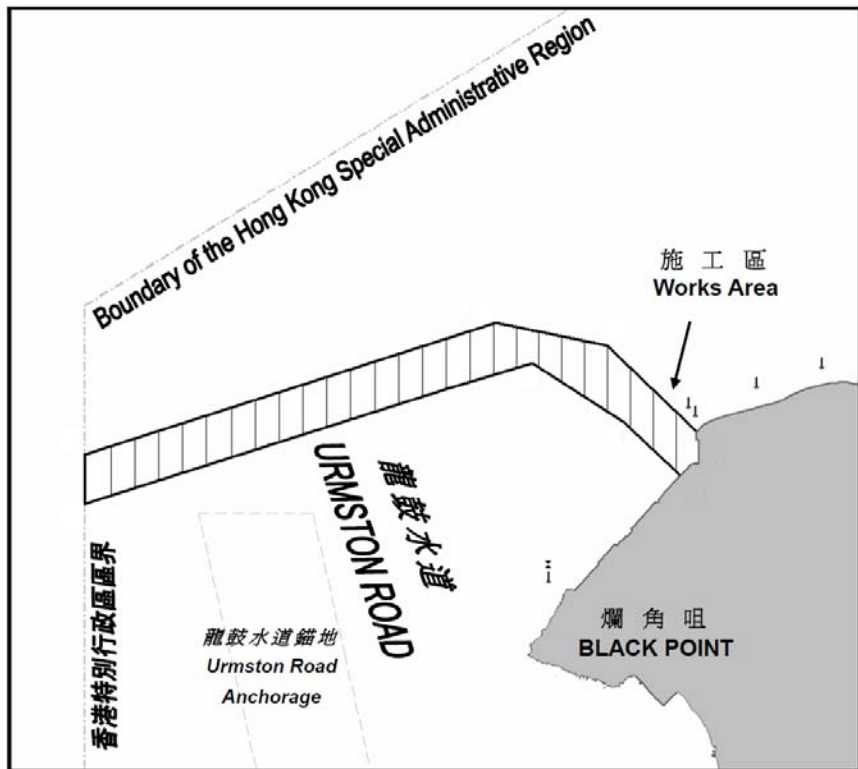 Boundary of the Hong Kong Special Administrative Region
施工區
Works Area
龍鼓水道
URMSTON ROAD
香港特別行政區區界
龍鼓水道錨地
Urmston Road
Anchorage
爛角咀
BLACK POINT